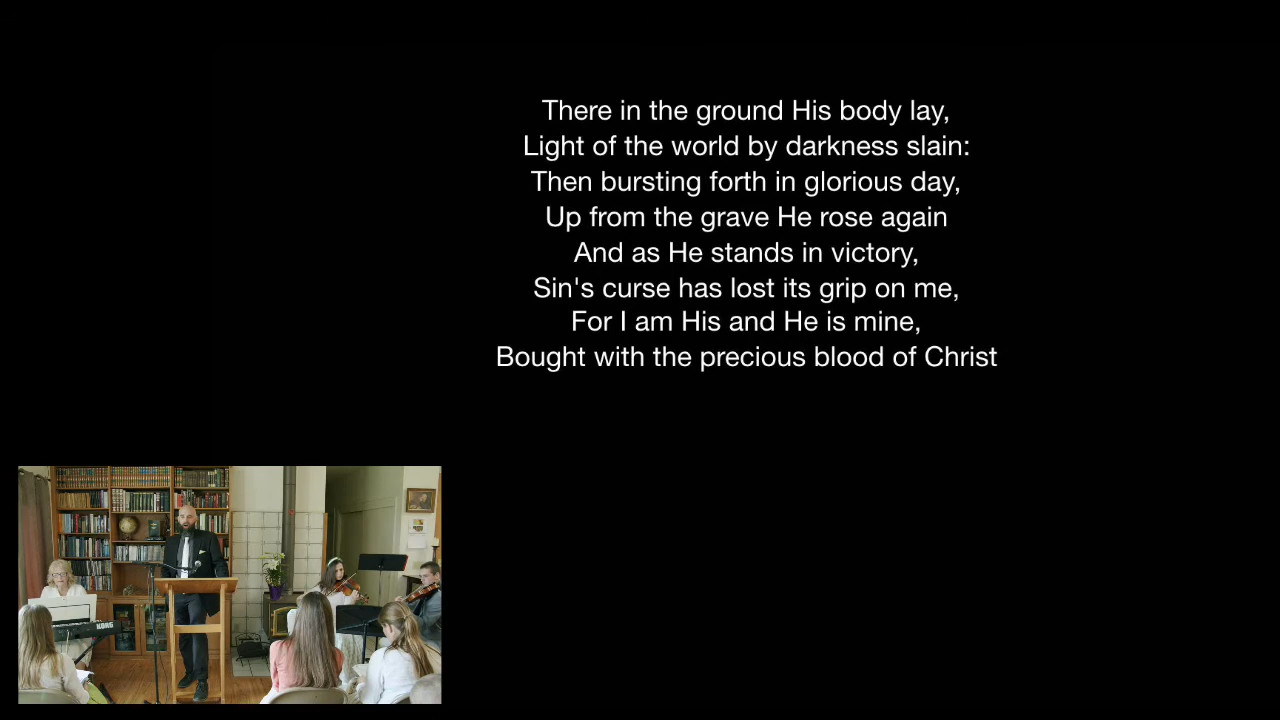 There in the ground His body lay,
Light of the world by darkness slain:
Then bursting forth in glorious day,
Up from the grave He rose again
And as He stands in victory,
Sin's curse has lost its grip on me,
For I am His and He is mine,
Bought with the precious blood of Christ
KORG